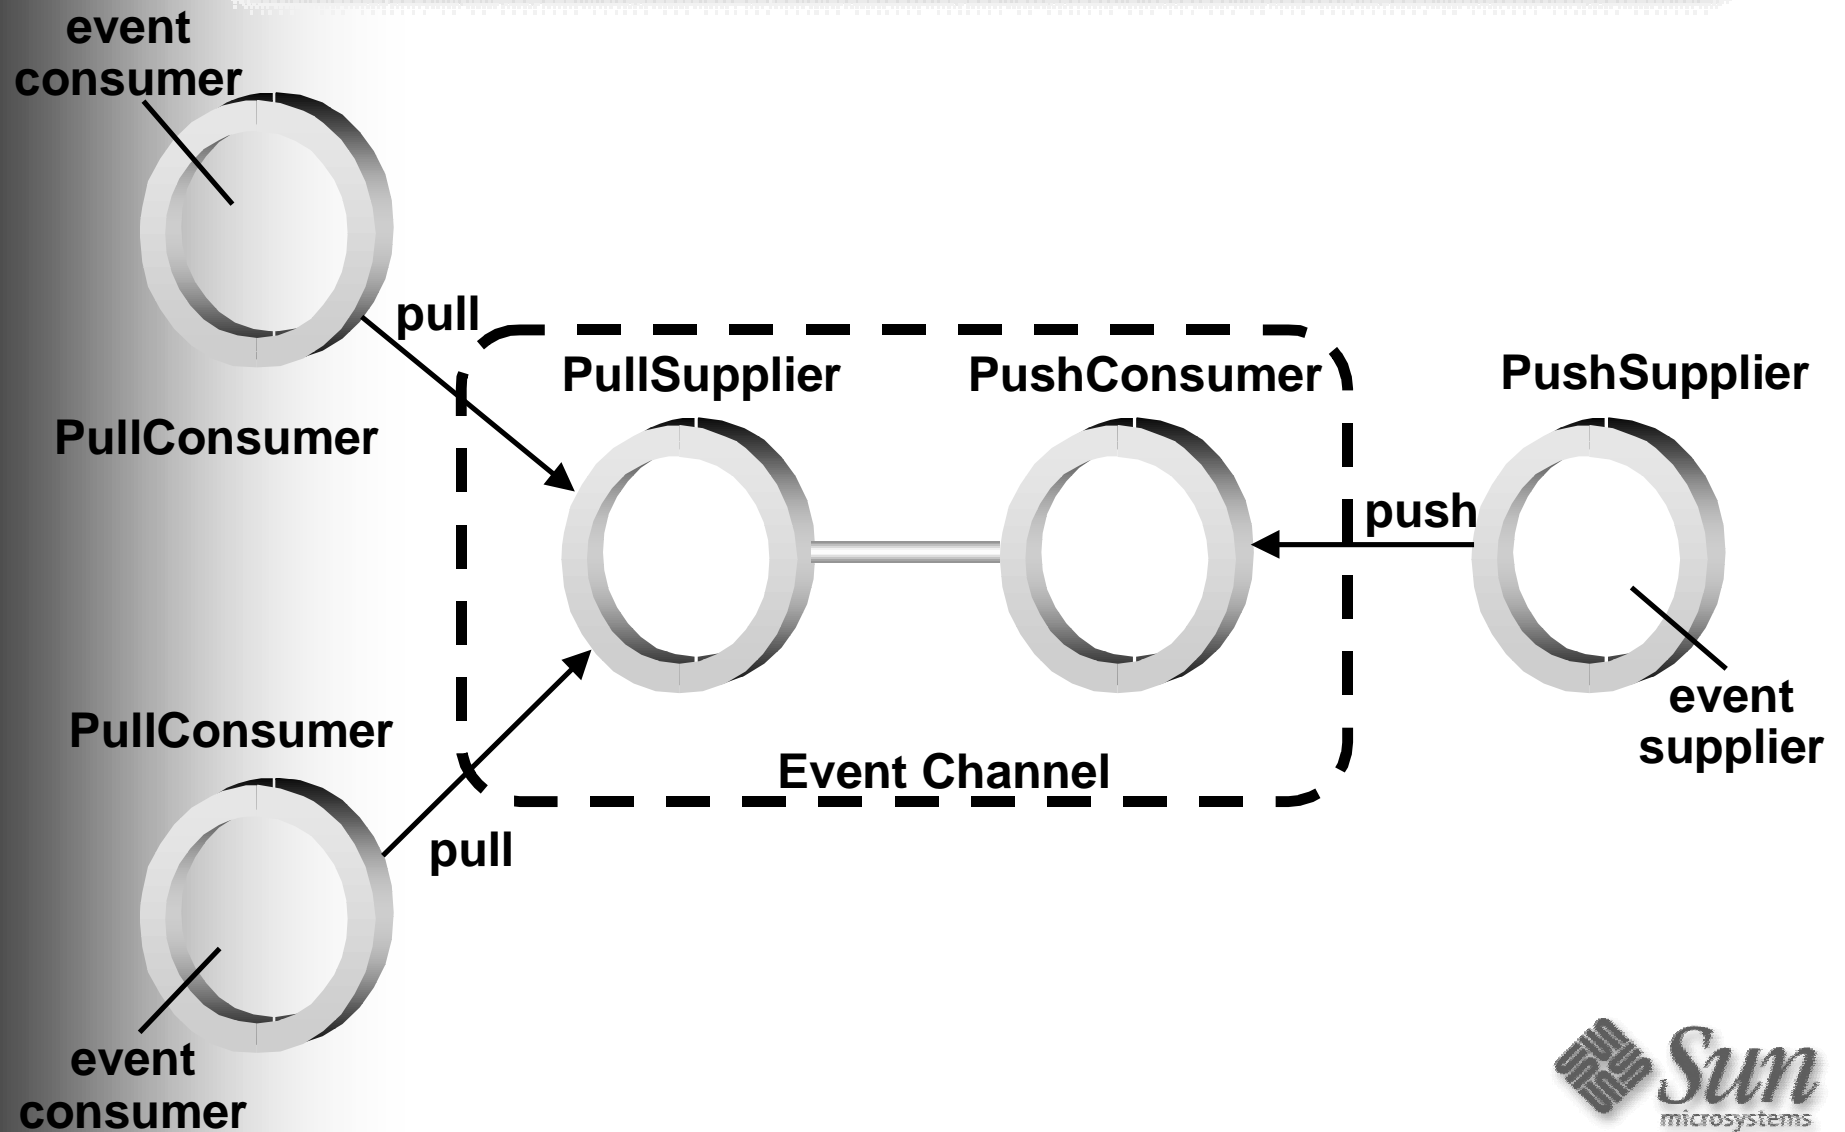 event
consumer
pull
PullSupplier
PushConsumer
PushSupplier
PullConsumer
push
event
supplier
PullConsumer
Event Channel
pull
event
consumer
Sun
microsystems